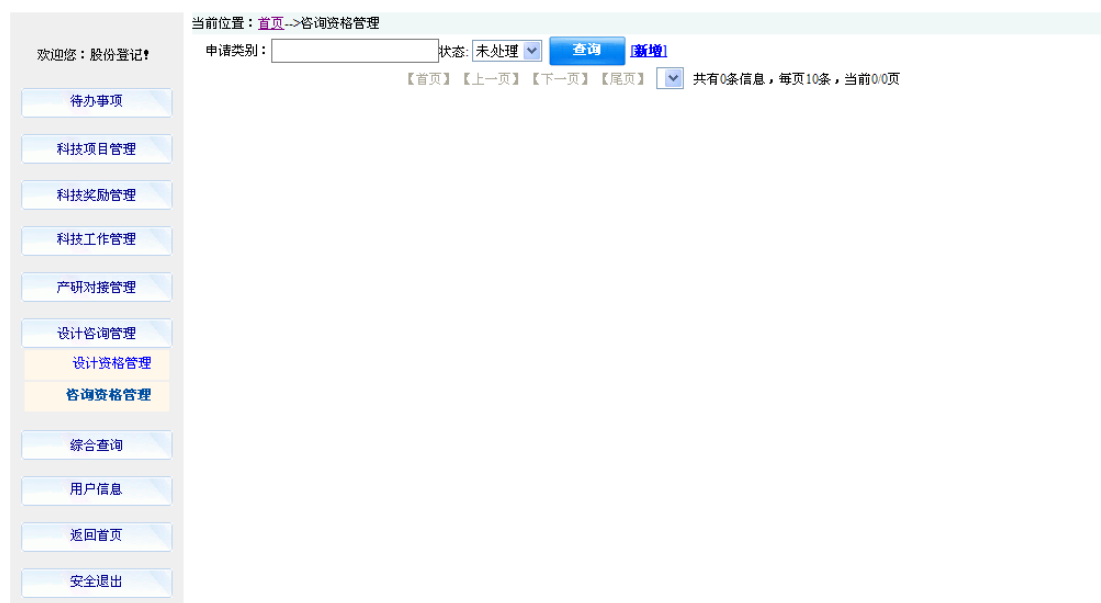 当前位置：首页-->咨询资格管理
欢迎您：股份登记!
申请类别： 状态: 未处理 查询 [新增]
【首页】【上一页】【下一页】【尾页】 共有0条信息，每页10条，当前0/0页
待办事项
科技项目管理
科技奖励管理
科技工作管理
产研对接管理
设计咨询管理
设计资格管理
咨询资格管理
综合查询
用户信息
返回首页
安全退出